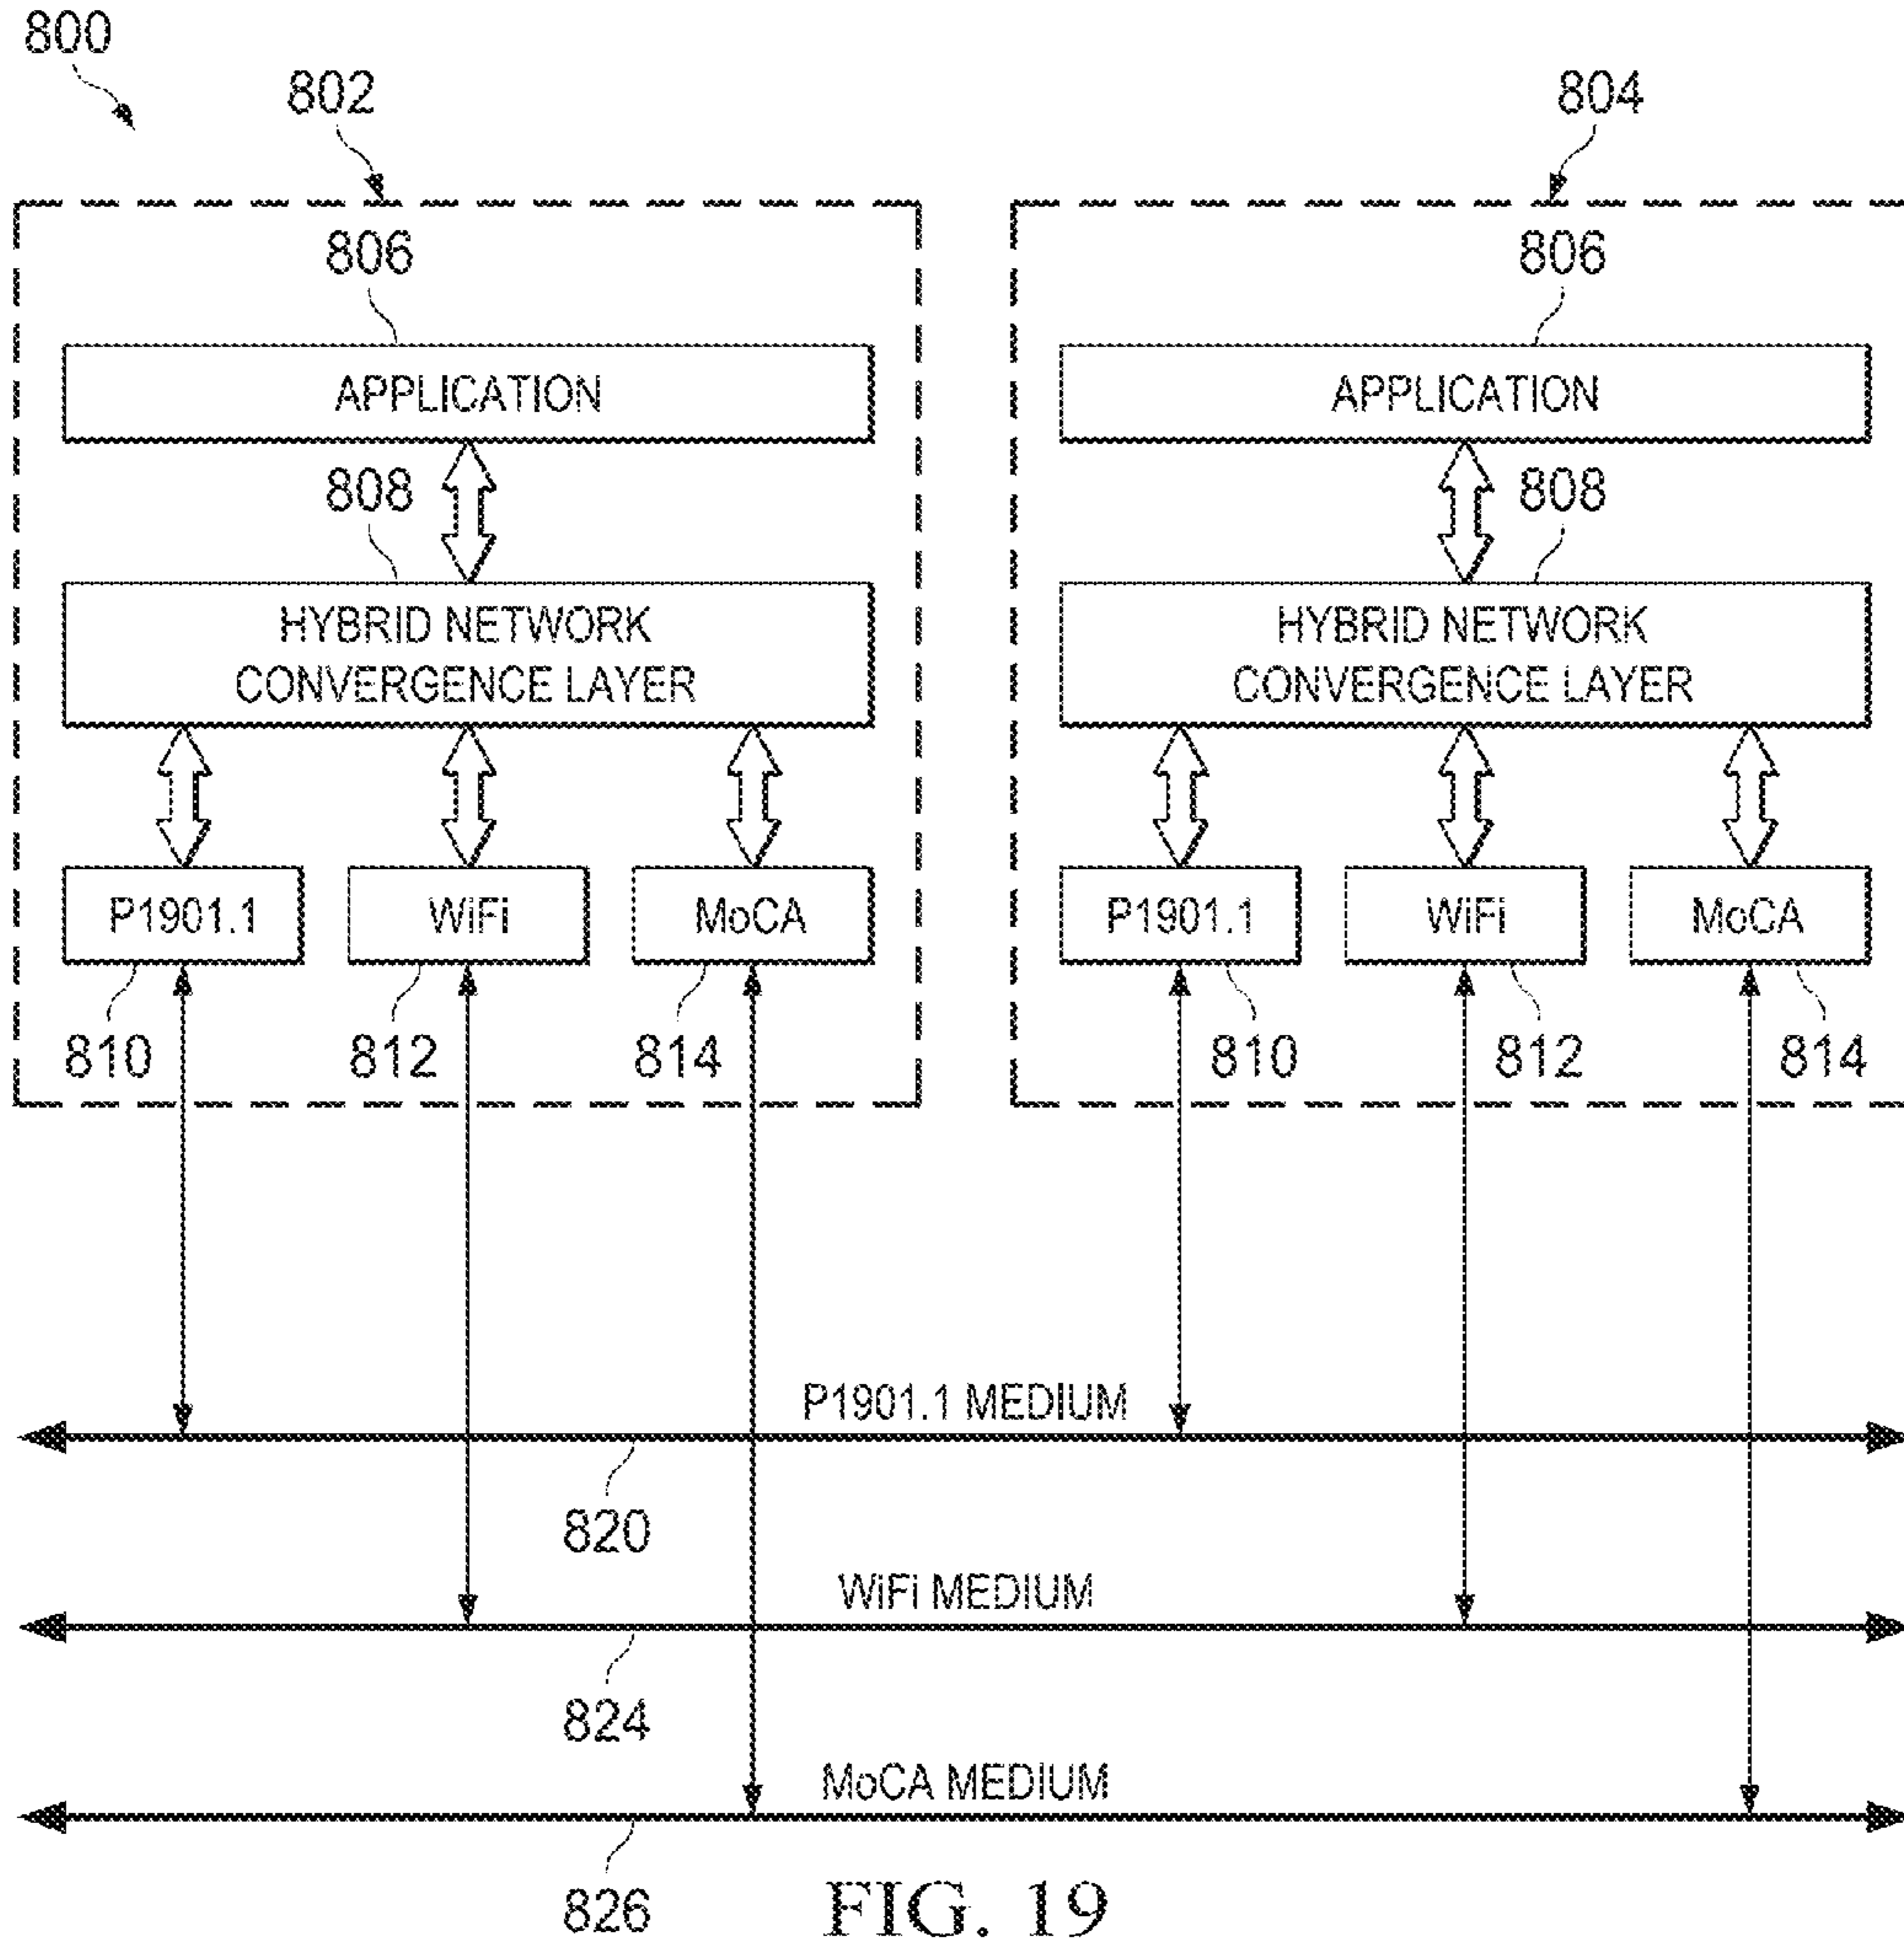 800
802
804
806
806
APPLICATION
APPLICATION
808
808
HYBRID NETWORK
CONVERGENCE LAYER
HYBRID NETWORK
CONVERGENCE LAYER
P1901.1
WiFi
MoCA
P1901.1
WiFi
MoCA
810
812
814
810
812
814
P1901.1 MEDIUM
820
WiFi MEDIUM
824
MoCA MEDIUM
826
FIG. 19